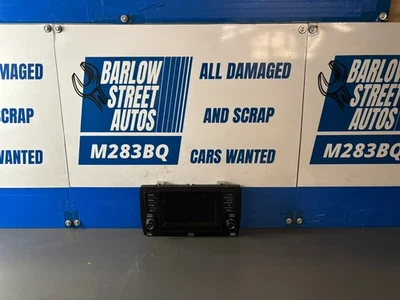 DAMAGED
SCRAP
WANTED
BARLOW
STREET
AUTOS
M283BQ
ALL DAMAGED
AND SCRAP
CARS WANTED
BARLOW
STREET
AUTOS
M283BQ